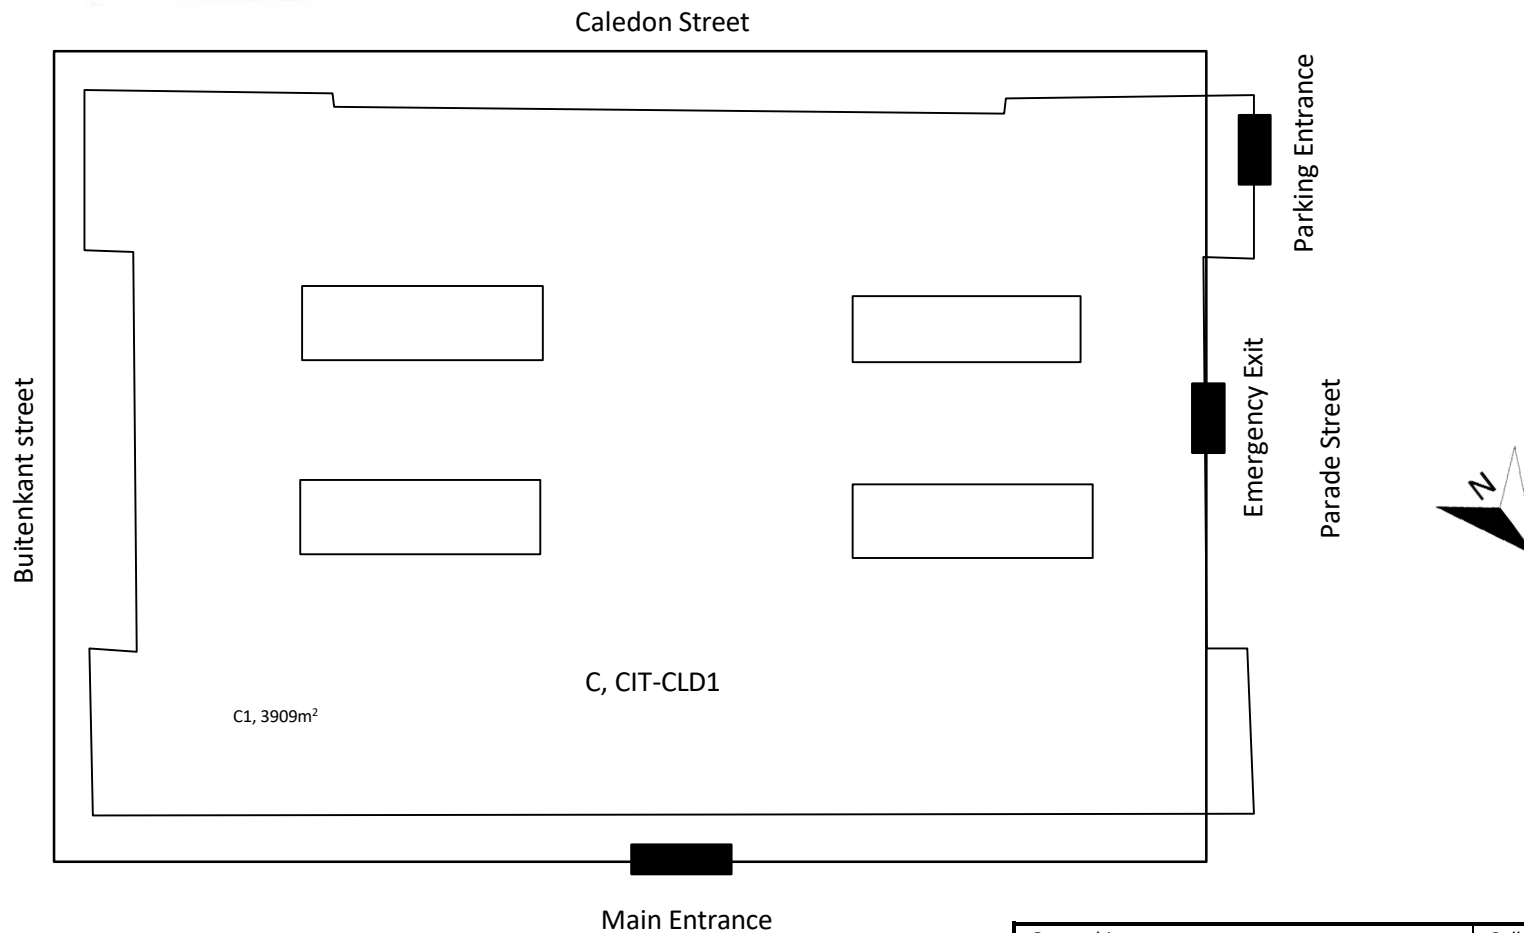 Caledon Street
Parking Entrance
Buitenkant street
Emergency Exit
Parade Street
N
C, CIT-CLD1
C1, 3909m²
Main Entrance